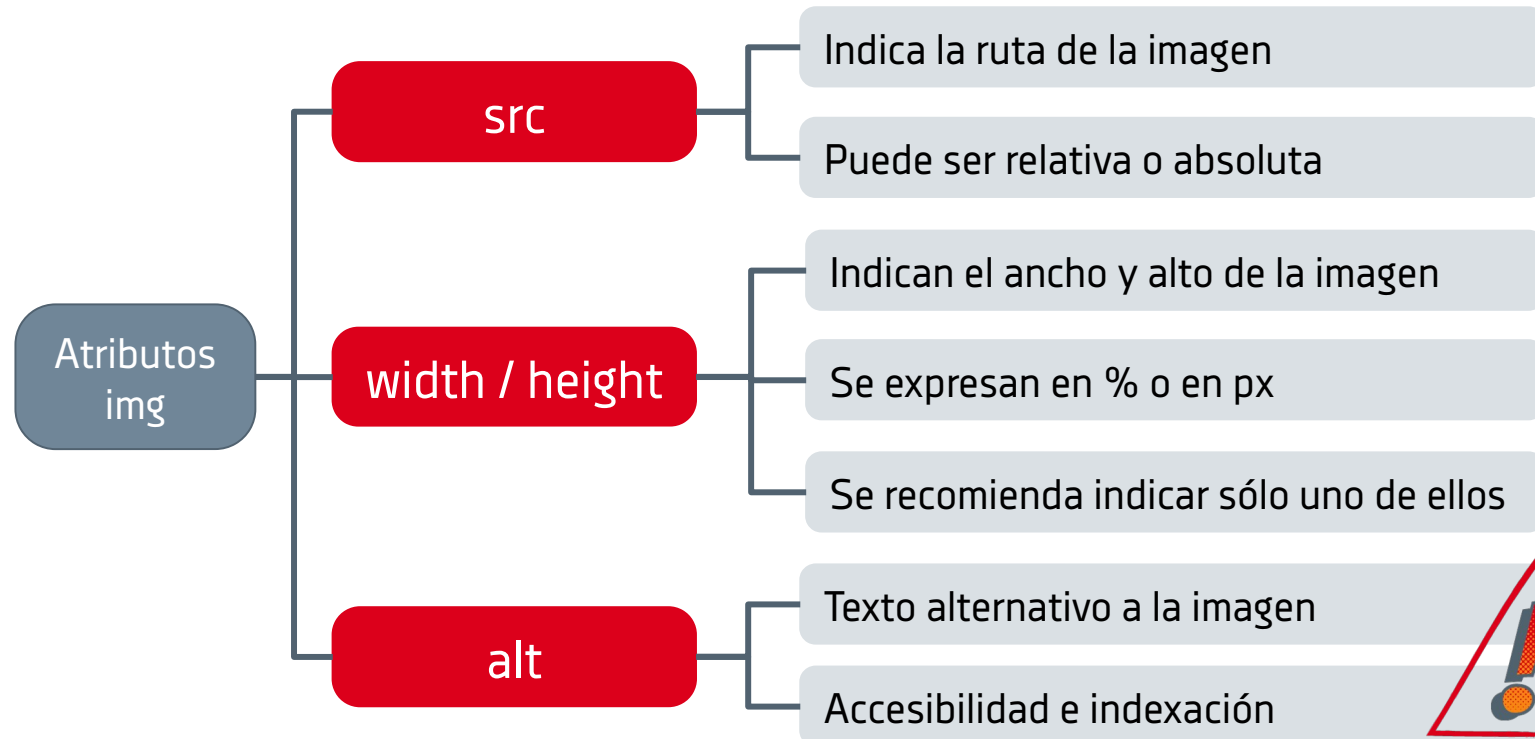 Atributos
img
src
Indica la ruta de la imagen
Puede ser relativa o absoluta
width / height
Indican el ancho y alto de la imagen
Se expresan en % o en px
Se recomienda indicar sólo uno de ellos
alt
Texto alternativo a la imagen
Accesibilidad e indexación